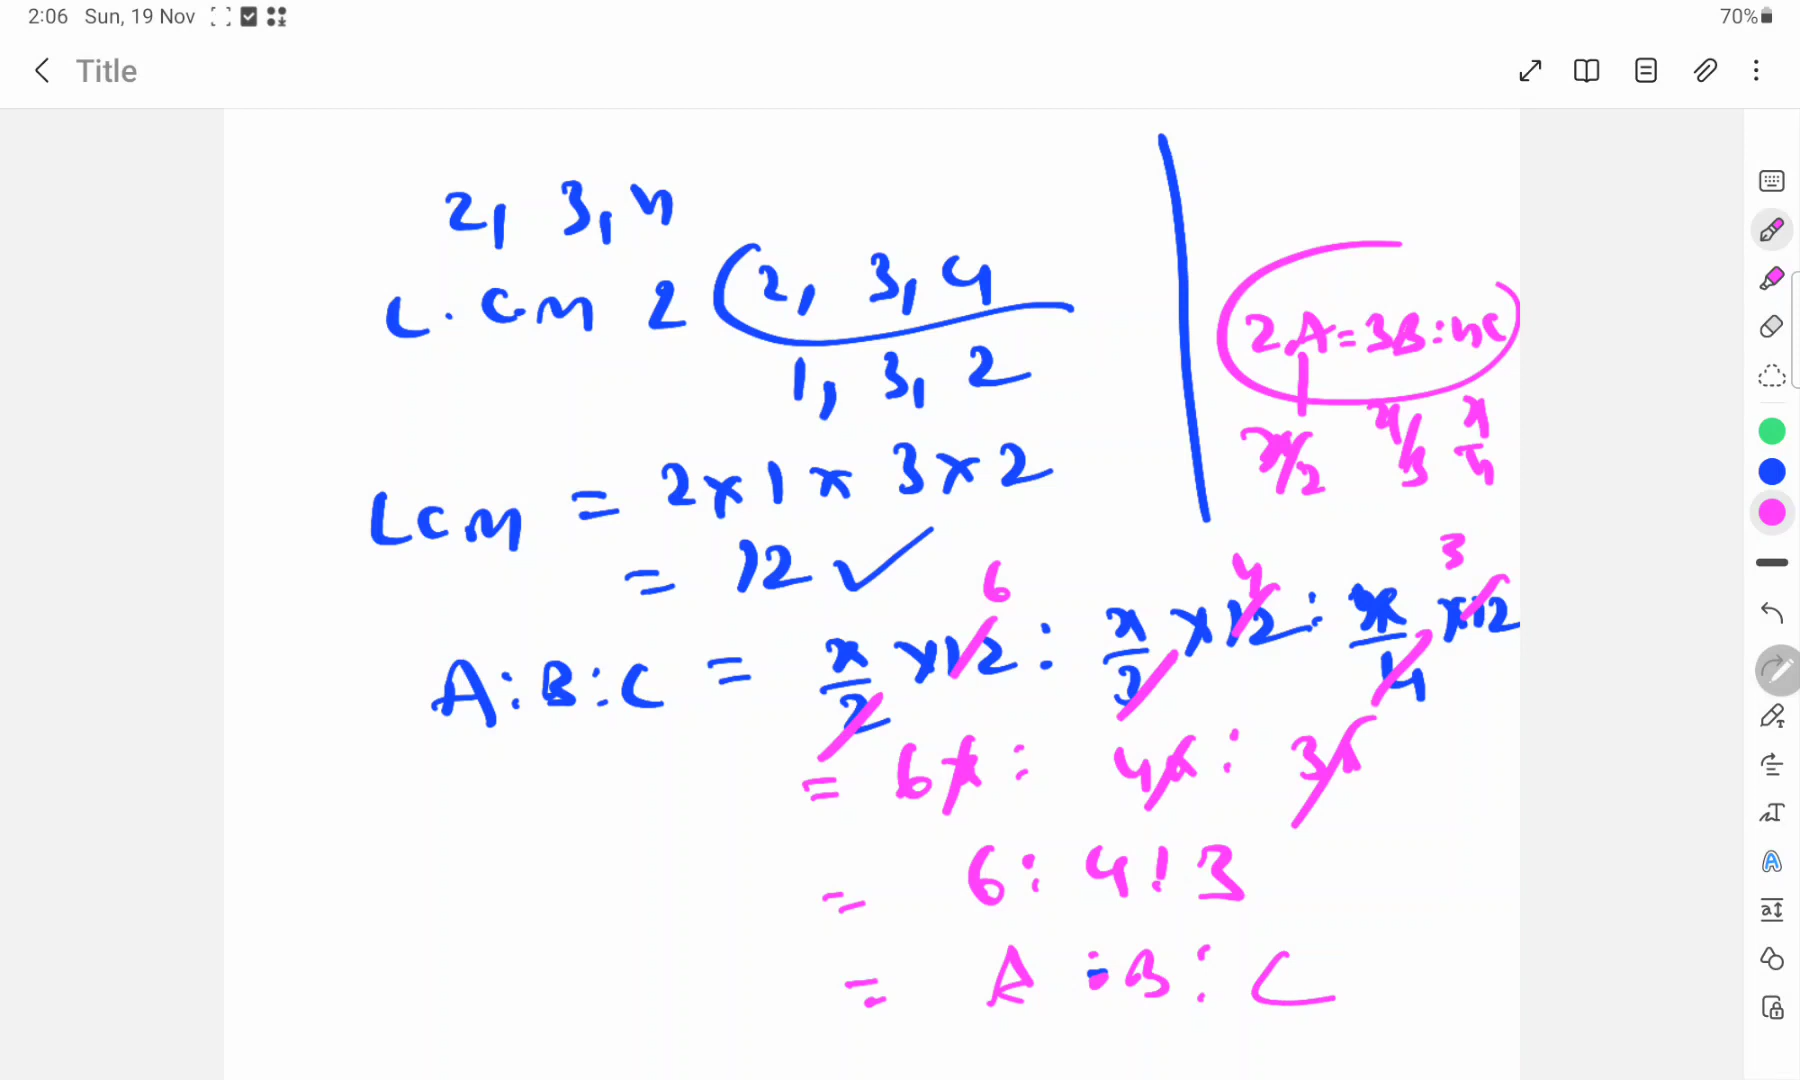 2:06 Sun, 19 Nov
70%
Title
2, 3, 4
L.CM 2 (2, 3, 4
1, 3, 2
LCM = 2 x 1 x 3 x 2
= 12 ✓
2A = 3B : 4C
x/2 x/3 x/4
6 4 3
A : B : C = x/2 x 12 : x/3 x 12 : x/4 x 12
= 6x : 4x : 3x
= 6 : 4 : 3
= A : B : C